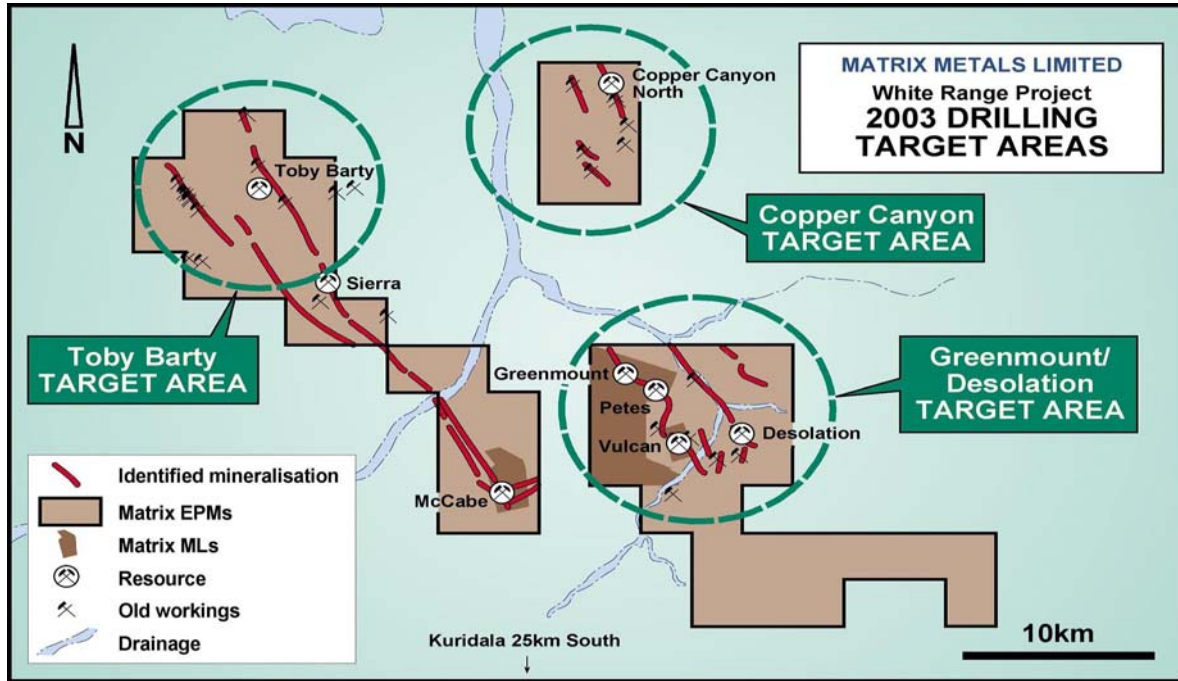 MATRIX METALS LIMITED
White Range Project
2003 DRILLING
TARGET AREAS
N
Copper Canyon
North
Toby Barty
Copper Canyon
TARGET AREA
Sierra
Toby Barty
TARGET AREA
Greenmount
Petes
Vulcan
Desolation
Greenmount/
Desolation
TARGET AREA
McCabe
Identified mineralisation
Matrix EPMs
Matrix MLs
Resource
Old workings
Drainage
Kuridala 25km South
10km